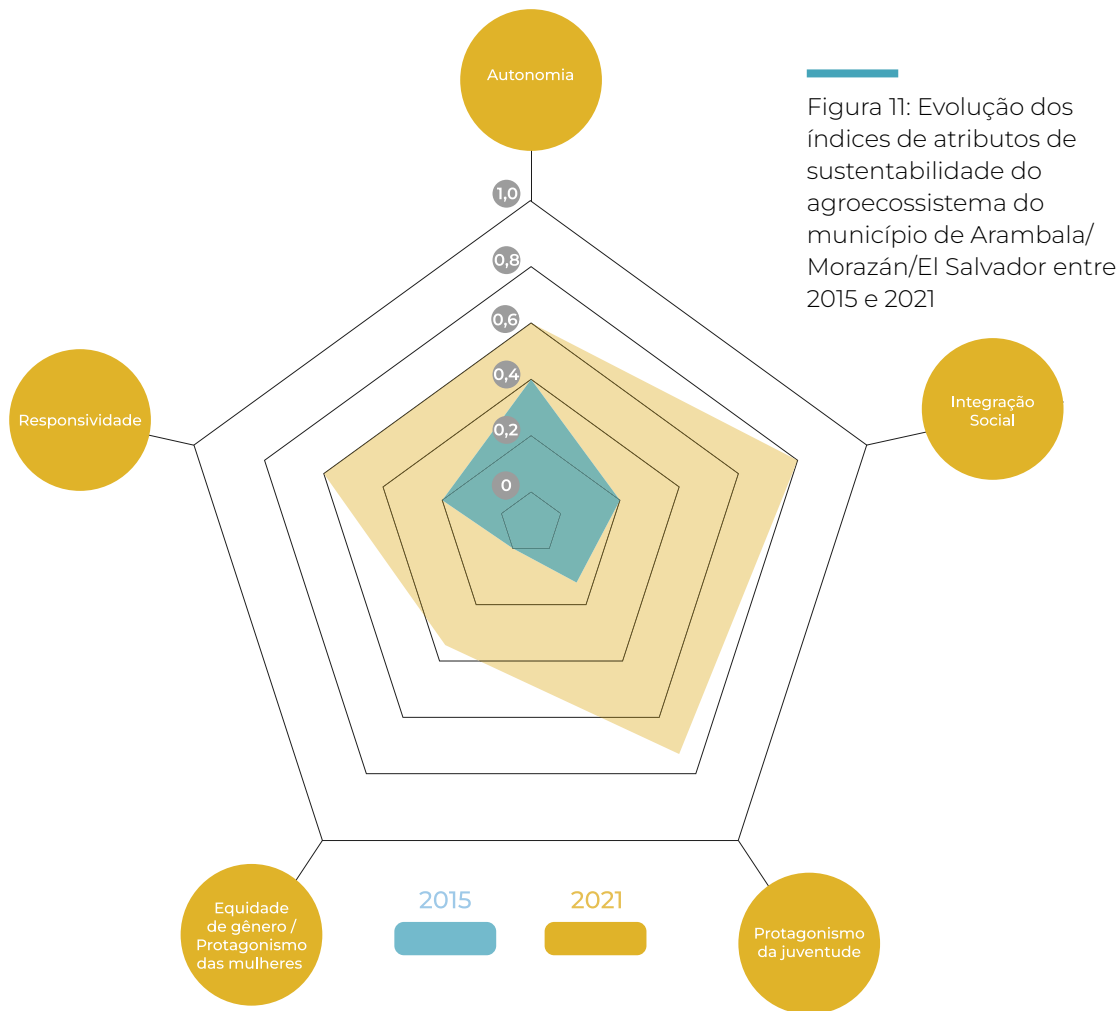 Autonomia
Figura 11: Evolução dos
índices de atributos de
sustentabilidade do
agroecossistema do
município de Arambala/
Morazán/El Salvador entre
2015 e 2021
1,0
0,8
0,6
0,4
0,2
0
Responsividade
Integração
Social
Equidade
de gênero /
Protagonismo
das mulheres
2015
2021
Protagonismo
da juventude